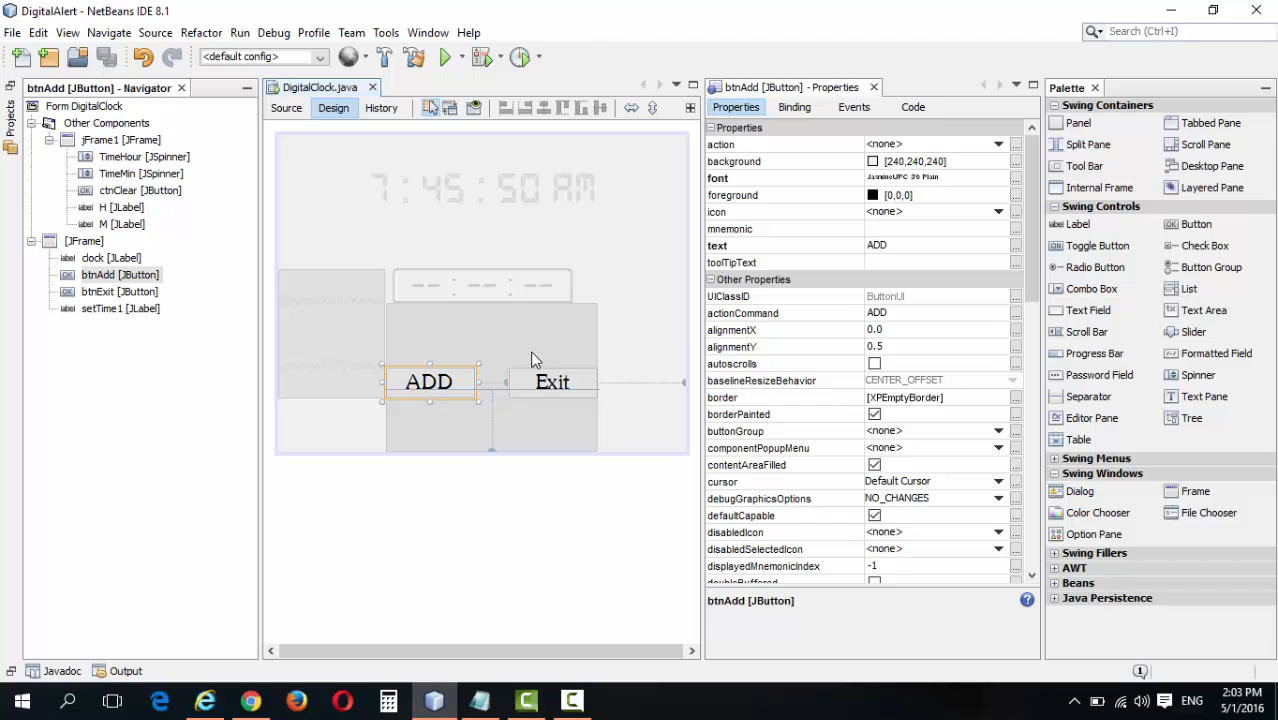 DigitalAlert - NetBeans IDE 8.1
File Edit View Navigate Source Refactor Run Debug Profile Team Tools Window Help
Search (Ctrl+I)
<default config>
btnAdd [JButton] - Navigator
DigitalClock.java
btnAdd [JButton] - Properties
Palette
Projects
Form DigitalClock
Other Components
jFrame1 [JFrame]
TimeHour [JSpinner]
TimeMin [JSpinner]
ctnClear [JButton]
H [JLabel]
M [JLabel]
[JFrame]
clock [JLabel]
btnAdd [JButton]
btnExit [JButton]
setTime1 [JLabel]
Source Design History
7:45:50 AM
-- : -- : --
ADD Exit
Properties Binding Events Code
Properties
action <none>
background [240,240,240]
font JasmineUPC 36 Plain
foreground [0,0,0]
icon <none>
mnemonic
text ADD
toolTipText
Other Properties
UIClassID ButtonUI
actionCommand ADD
alignmentX 0.0
alignmentY 0.5
autoscrolls
baselineResizeBehavior CENTER_OFFSET
border [XPEmptyBorder]
borderPainted
buttonGroup <none>
componentPopupMenu <none>
contentAreaFilled
cursor Default Cursor
debugGraphicsOptions NO_CHANGES
defaultCapable
disabledIcon <none>
disabledSelectedIcon <none>
displayedMnemonicIndex -1
doubleBuffered
btnAdd [JButton]
Swing Containers
Panel Tabbed Pane
Split Pane Scroll Pane
Tool Bar Desktop Pane
Internal Frame Layered Pane
Swing Controls
label Label Button
Toggle Button Check Box
Radio Button Button Group
Combo Box List
Text Field Text Area
Scroll Bar Slider
Progress Bar Formatted Field
Password Field Spinner
Separator Text Pane
Editor Pane Tree
Table
Swing Menus
Swing Windows
Dialog Frame
Color Chooser File Chooser
Option Pane
Swing Fillers
AWT
Beans
Java Persistence
Javadoc Output
1
ENG
2:03 PM
5/1/2016